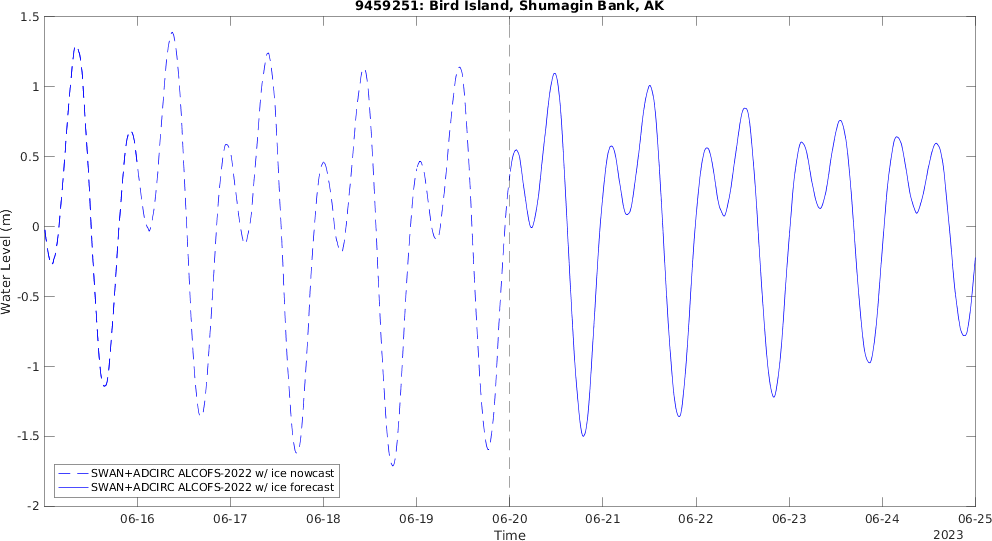 9459251: Bird Island, Shumagin Bank, AK
1.5
1
0.5
0
-0.5
-1
-1.5
-2
Water Level (m)
SWAN+ADCIRC ALCOFS-2022 w/ ice nowcast
SWAN+ADCIRC ALCOFS-2022 w/ ice forecast
06-16 06-17 06-18 06-19 06-20 06-21 06-22 06-23 06-24 06-25
Time
2023